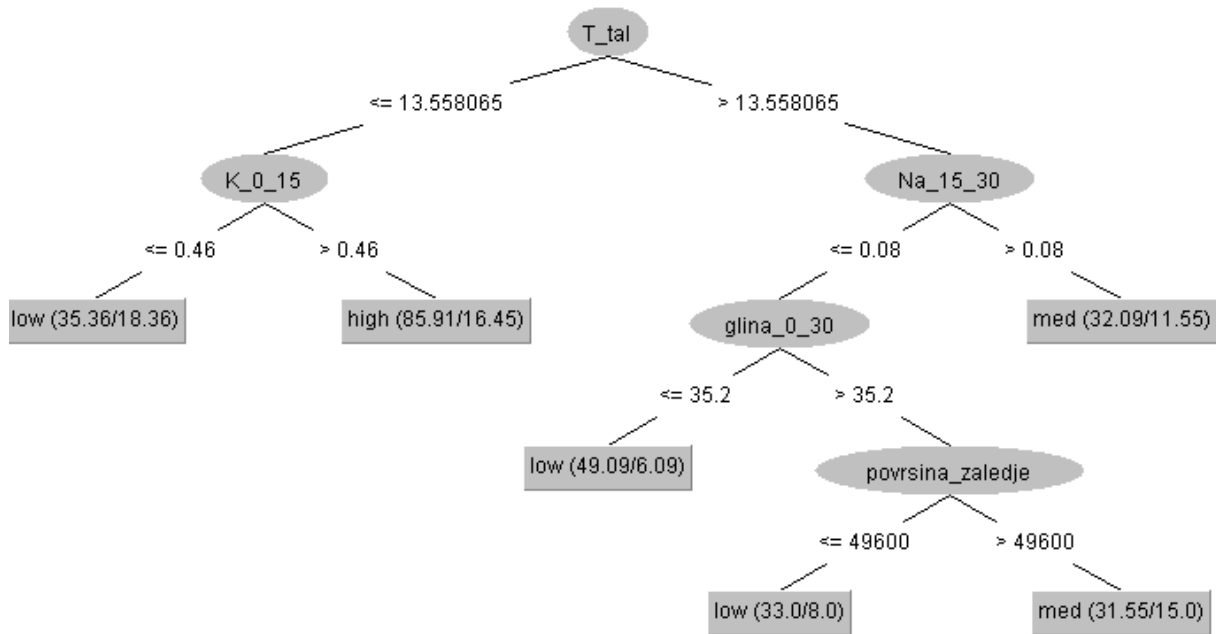 T_tal
<= 13.558065 > 13.558065
K_0_15 Na_15_30
<= 0.46 > 0.46 <= 0.08 > 0.08
low (35.36/18.36) high (85.91/16.45) glina_0_30 med (32.09/11.55)
<= 35.2 > 35.2
low (49.09/6.09) povrsina_zaledje
<= 49600 > 49600
low (33.0/8.0) med (31.55/15.0)